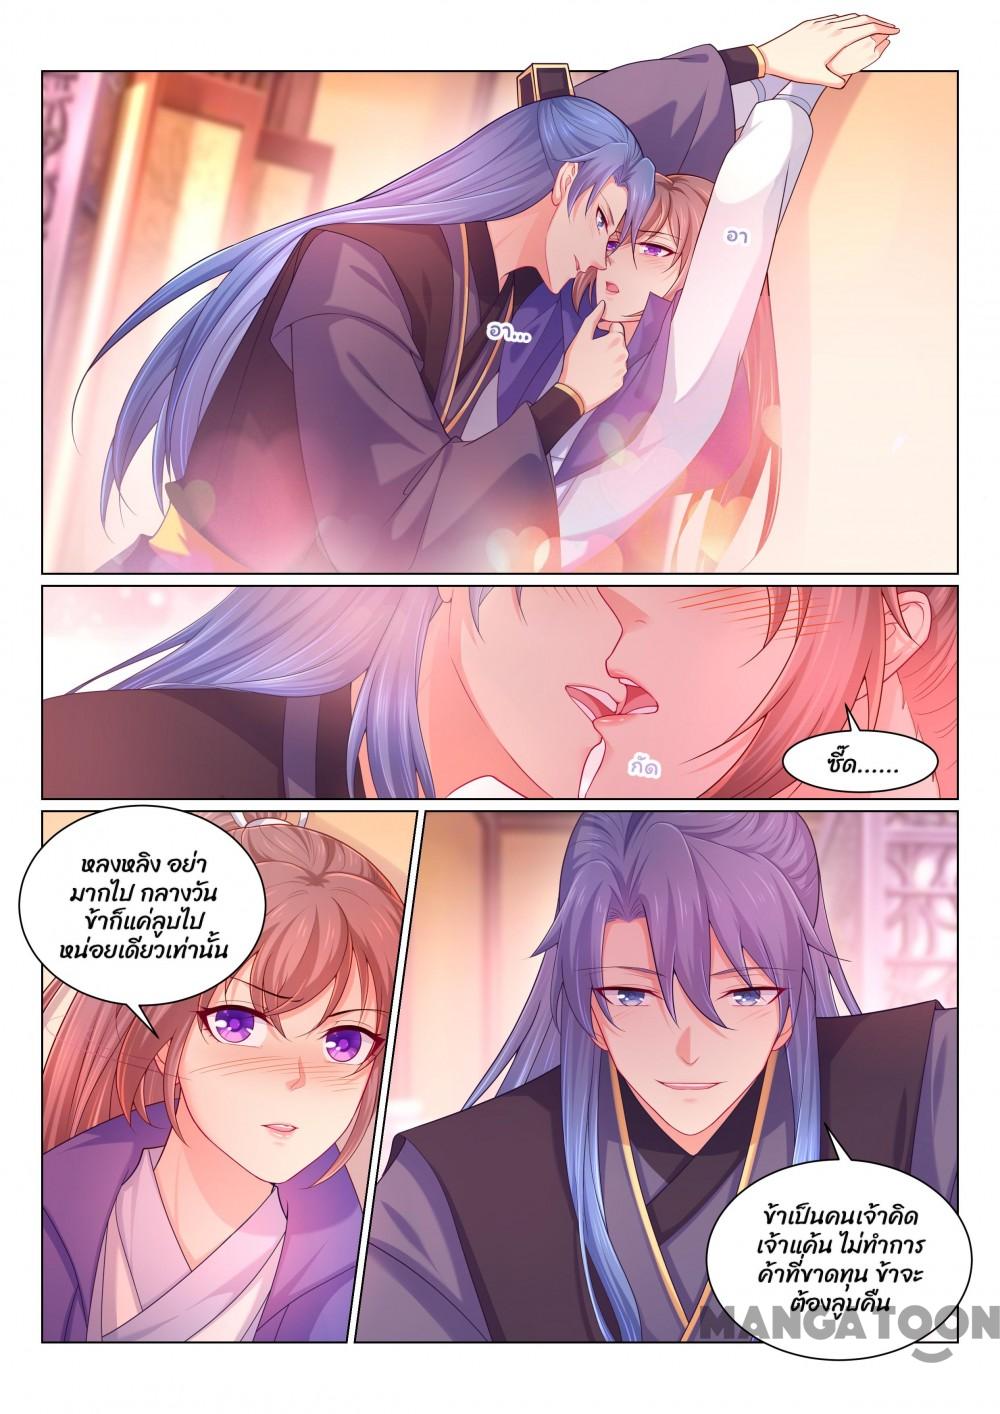 อา
อา...
กัด
ซี๊ด......
หลงหลิง อย่า
มากไป กลางวัน
ข้าก็แค่ลูบไป
หน่อยเดียวเท่านั้น
ข้าเป็นคนเจ้าคิด
เจ้าแค้น ไม่ทำการ
ค้าที่ขาดทุน ข้าจะ
ต้องลูบคืน
MANGATOON